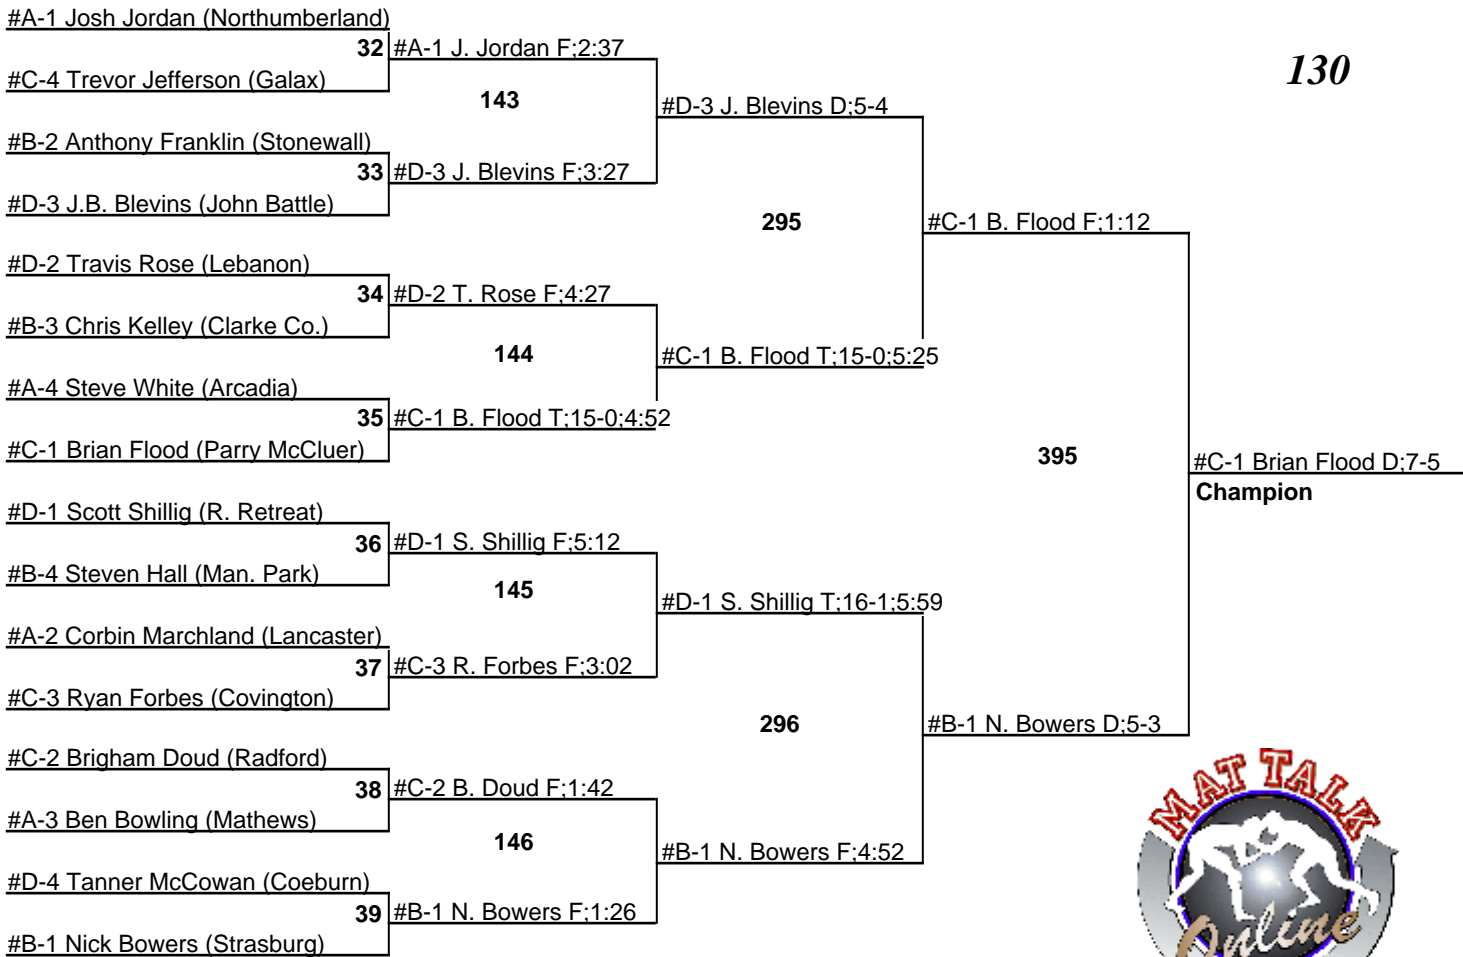 #A-1 Josh Jordan (Northumberland)
32 #A-1 J. Jordan F;2:37
130
#C-4 Trevor Jefferson (Galax)
143
#D-3 J. Blevins D;5-4
#B-2 Anthony Franklin (Stonewall)
33 #D-3 J. Blevins F;3:27
#D-3 J.B. Blevins (John Battle)
295
#C-1 B. Flood F;1:12
#D-2 Travis Rose (Lebanon)
34 #D-2 T. Rose F;4:27
#B-3 Chris Kelley (Clarke Co.)
144
#C-1 B. Flood T;15-0;5:25
#A-4 Steve White (Arcadia)
35 #C-1 B. Flood T;15-0;4:52
#C-1 Brian Flood (Parry McCluer)
395
#C-1 Brian Flood D;7-5
Champion
#D-1 Scott Shillig (R. Retreat)
36 #D-1 S. Shillig F;5:12
#B-4 Steven Hall (Man. Park)
145
#D-1 S. Shillig T;16-1;5:59
#A-2 Corbin Marchland (Lancaster)
37 #C-3 R. Forbes F;3:02
#C-3 Ryan Forbes (Covington)
296
#B-1 N. Bowers D;5-3
#C-2 Brigham Doud (Radford)
38 #C-2 B. Doud F;1:42
#A-3 Ben Bowling (Mathews)
146
#B-1 N. Bowers F;4:52
#D-4 Tanner McCowan (Coeburn)
39 #B-1 N. Bowers F;1:26
#B-1 Nick Bowers (Strasburg)
MAT TALK
Online